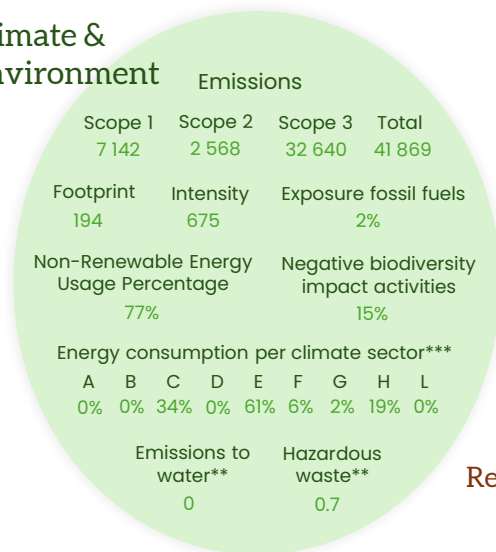 imate &
nvironment
Emissions
Scope 1 Scope 2 Scope 3 Total
7 142 2 568 32 640 41 869
Footprint Intensity Exposure fossil fuels
194 675 2%
Non-Renewable Energy Usage Percentage Negative biodiversity impact activities
77% 15%
Energy consumption per climate sector***
A B C D E F G H L
0% 0% 34% 0% 61% 6% 2% 19% 0%
Emissions to water** Hazardous waste**
0 0.7
Re